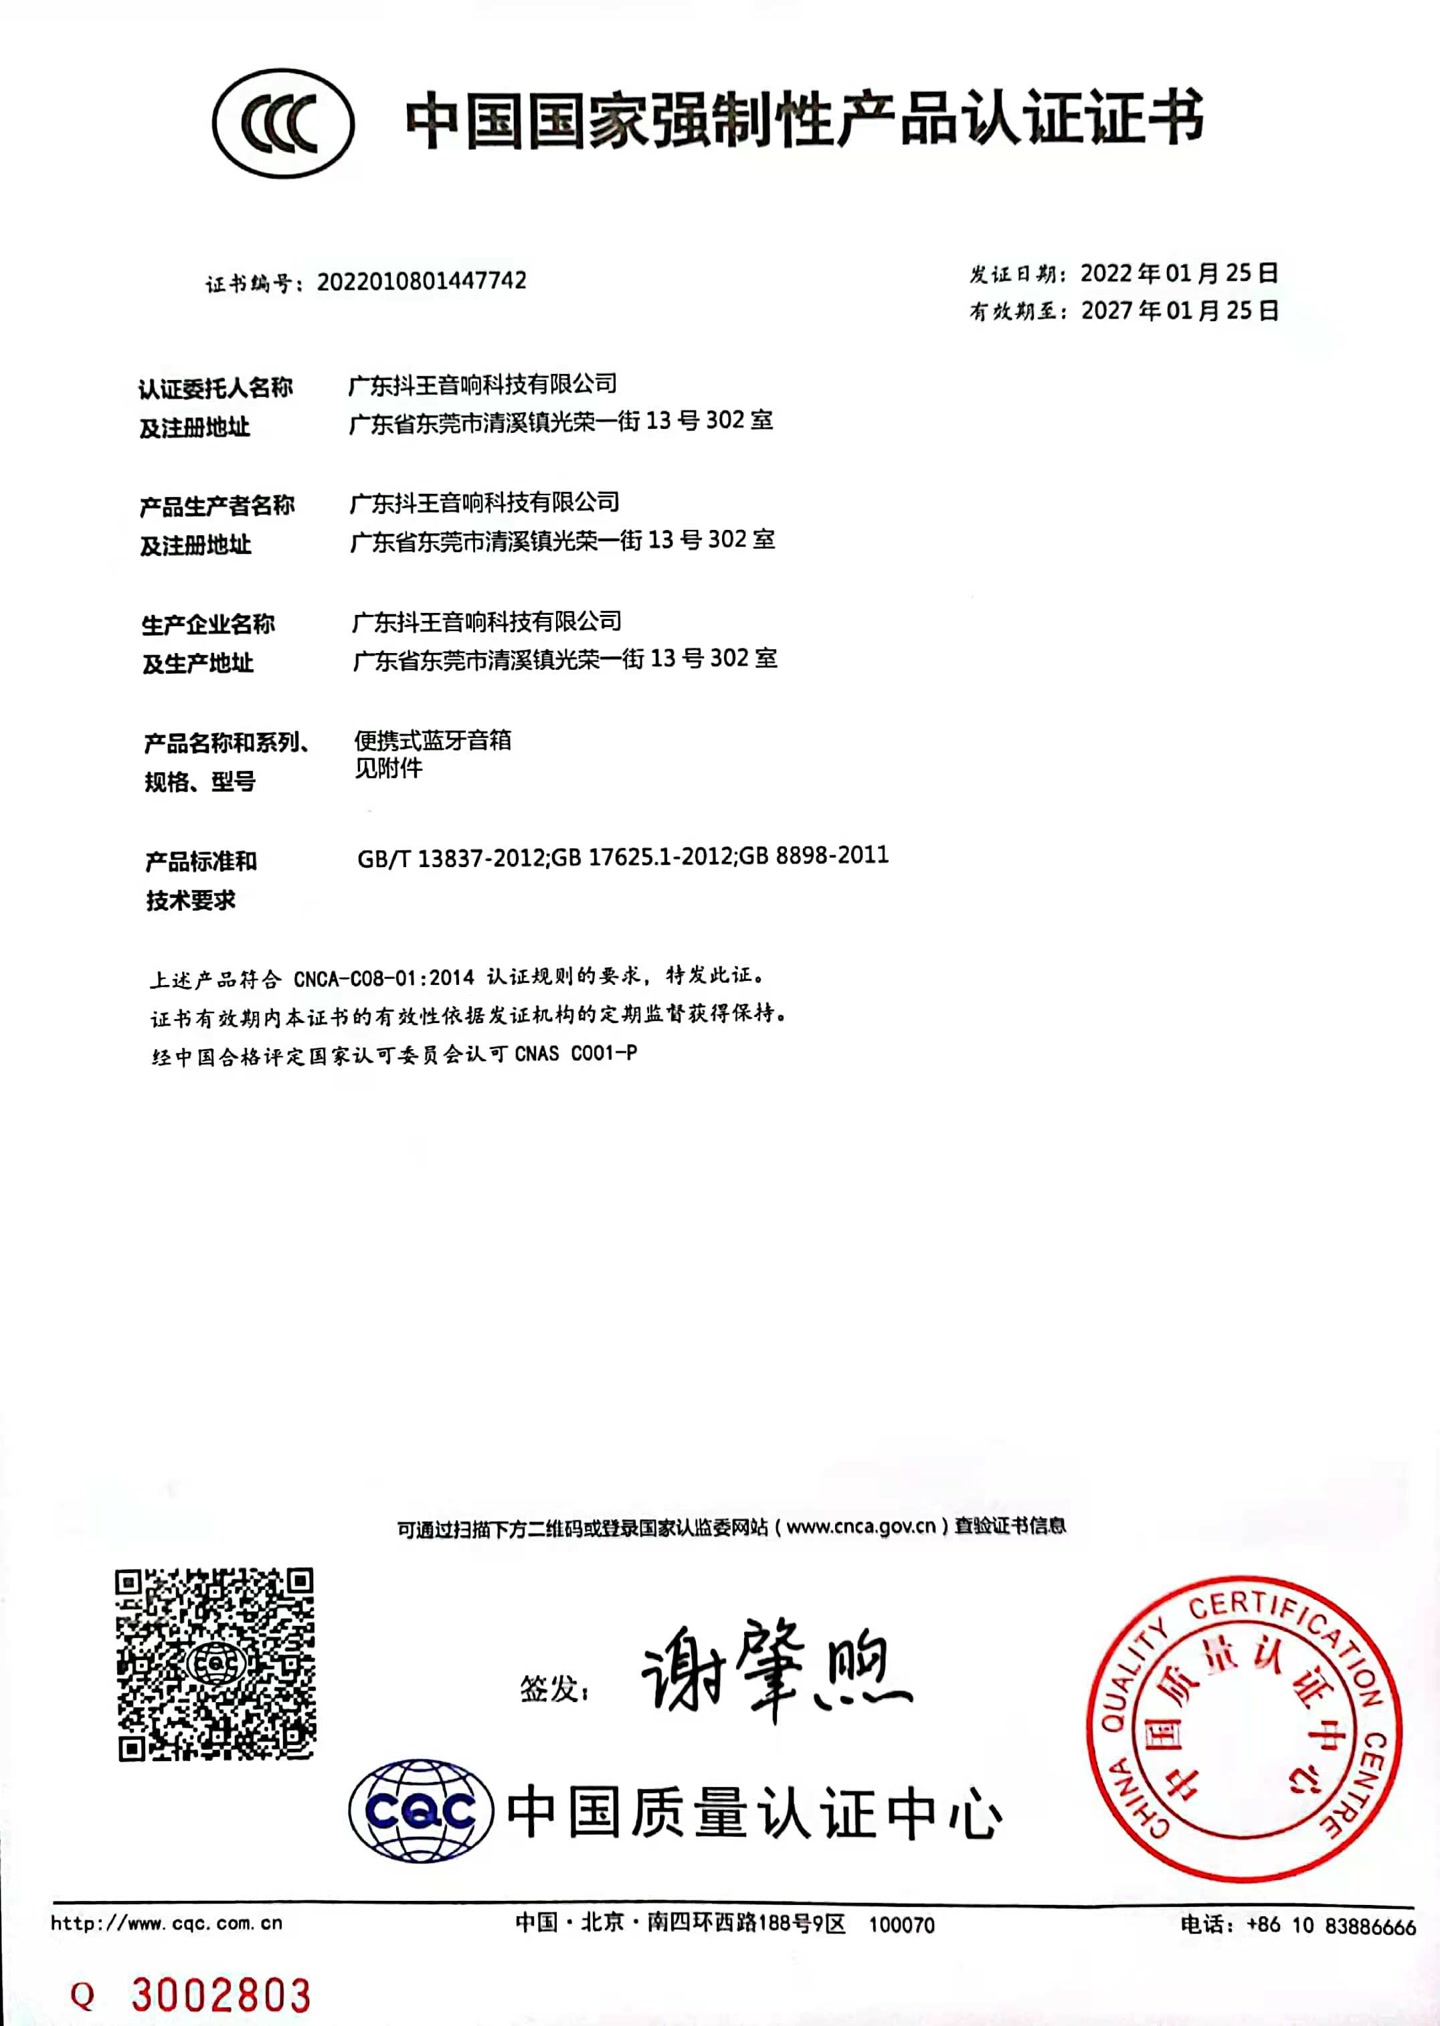 CCC
中国国家强制性产品认证证书
证书编号：2022010801447742
发证日期：2022年01月25日
有效期至：2027年01月25日
认证委托人名称 广东抖王音响科技有限公司
及注册地址 广东省东莞市清溪镇光荣一街13号302室
产品生产者名称 广东抖王音响科技有限公司
及注册地址 广东省东莞市清溪镇光荣一街13号302室
生产企业名称 广东抖王音响科技有限公司
及生产地址 广东省东莞市清溪镇光荣一街13号302室
产品名称和系列、 便携式蓝牙音箱
规格、型号 见附件
产品标准和 GB/T 13837-2012;GB 17625.1-2012;GB 8898-2011
技术要求
上述产品符合 CNCA-C08-01:2014 认证规则的要求，特发此证。
证书有效期内本证书的有效性依据发证机构的定期监督获得保持。
经中国合格评定国家认可委员会认可CNAS C001-P
可通过扫描下方二维码或登录国家认监委网站（www.cnca.gov.cn）查验证书信息
CQC
签发：谢肇煦
CQC 中国质量认证中心
CHINA QUALITY CERTIFICATION CENTRE
中国质量认证中心
http://www.cqc.com.cn
中国·北京·南四环西路188号9区 100070
电话：+86 10 83886666
Q 3002803